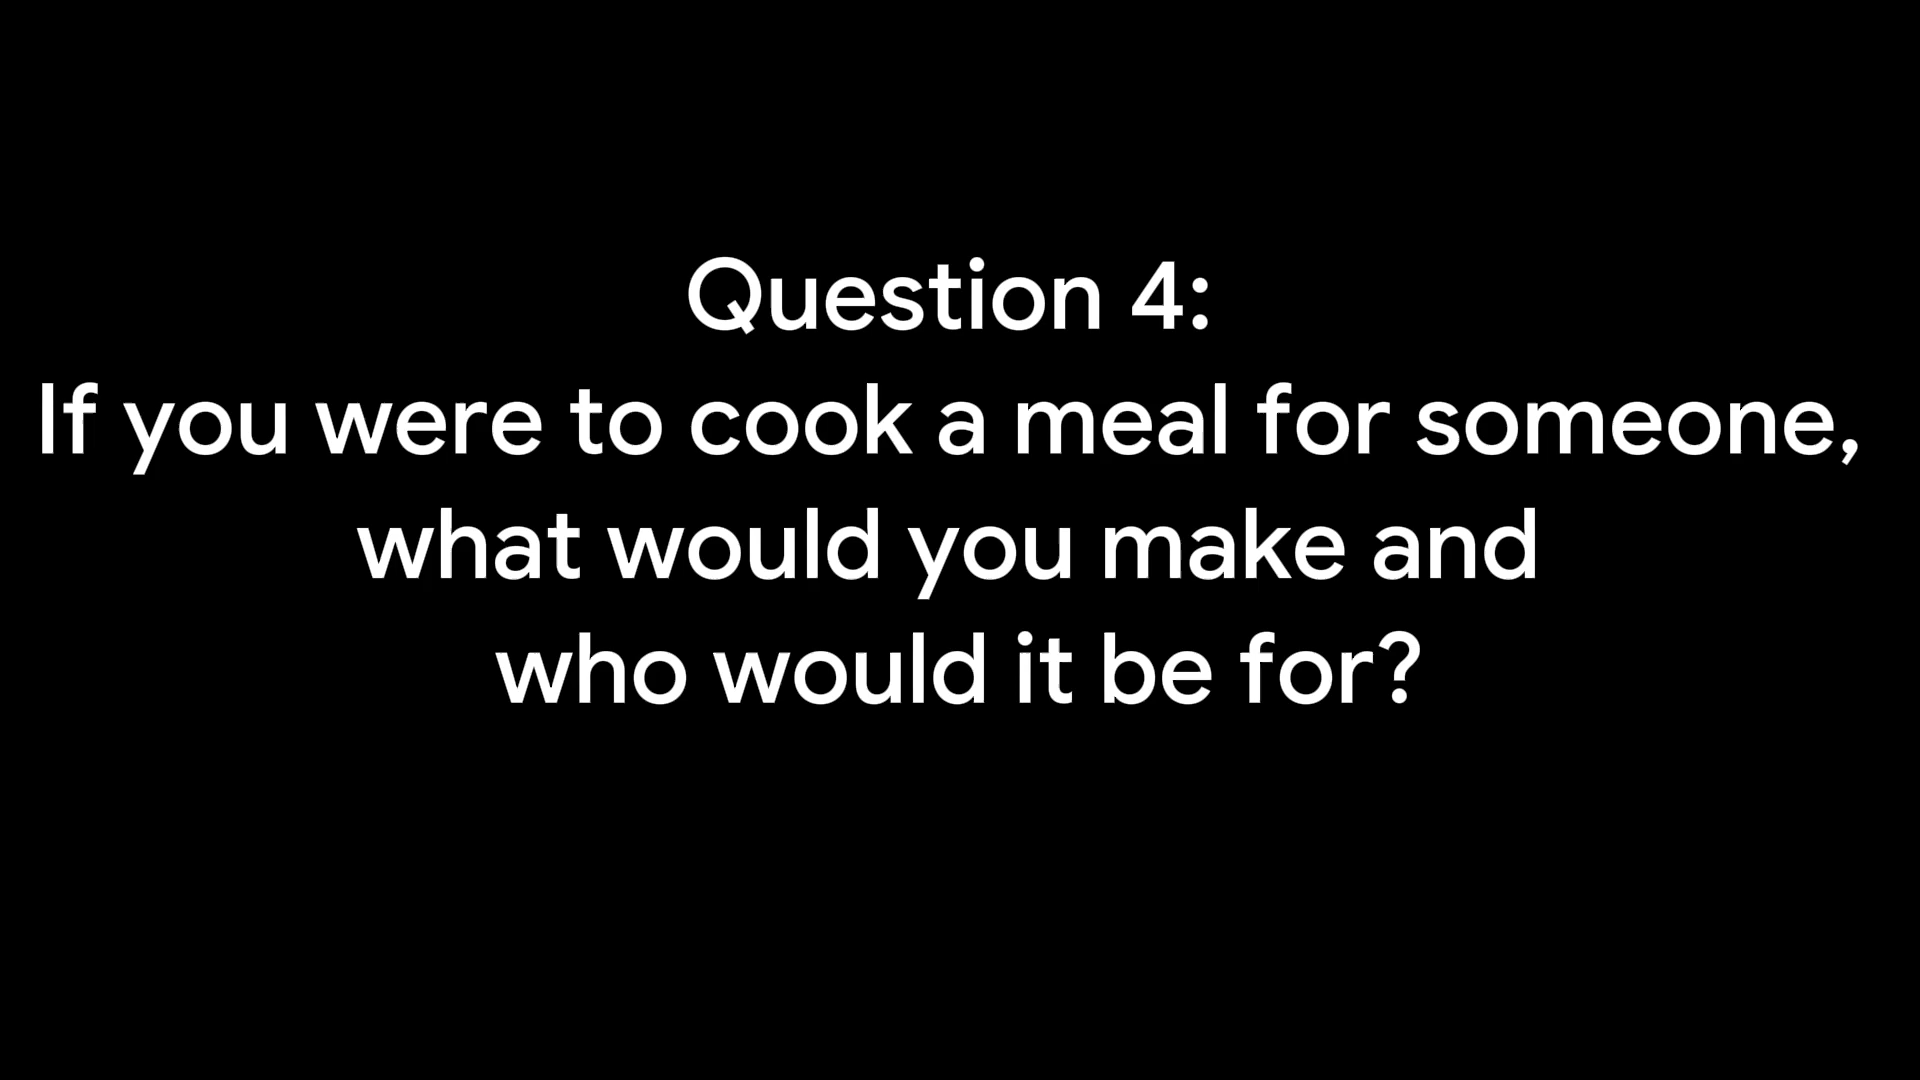 Question 4:
If you were to cook a meal for someone,
what would you make and
who would it be for?